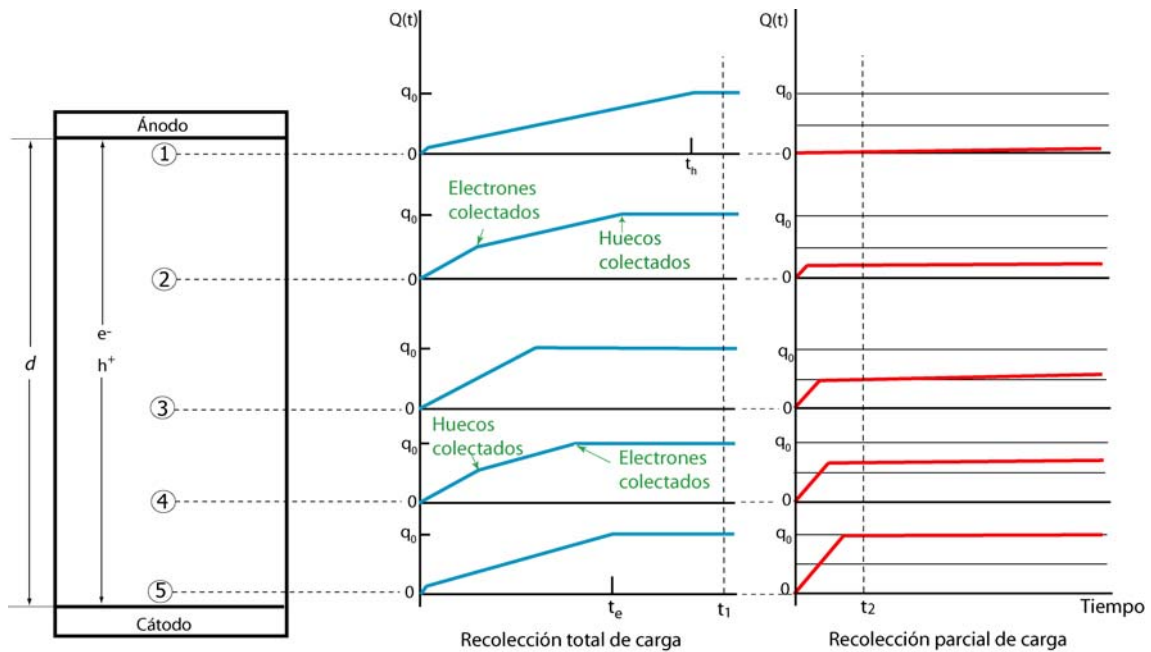 Q(t)
Q(t)
Ánodo
q0
q0
1
0
0
th
Electrones
colectados
q0
q0
Huecos
colectados
2
0
0
e-
h+
d
q0
q0
3
0
0
Huecos
colectados
q0
q0
Electrones
colectados
4
0
0
q0
q0
5
0
0
te
t1
t2
Tiempo
Cátodo
Recolección total de carga
Recolección parcial de carga